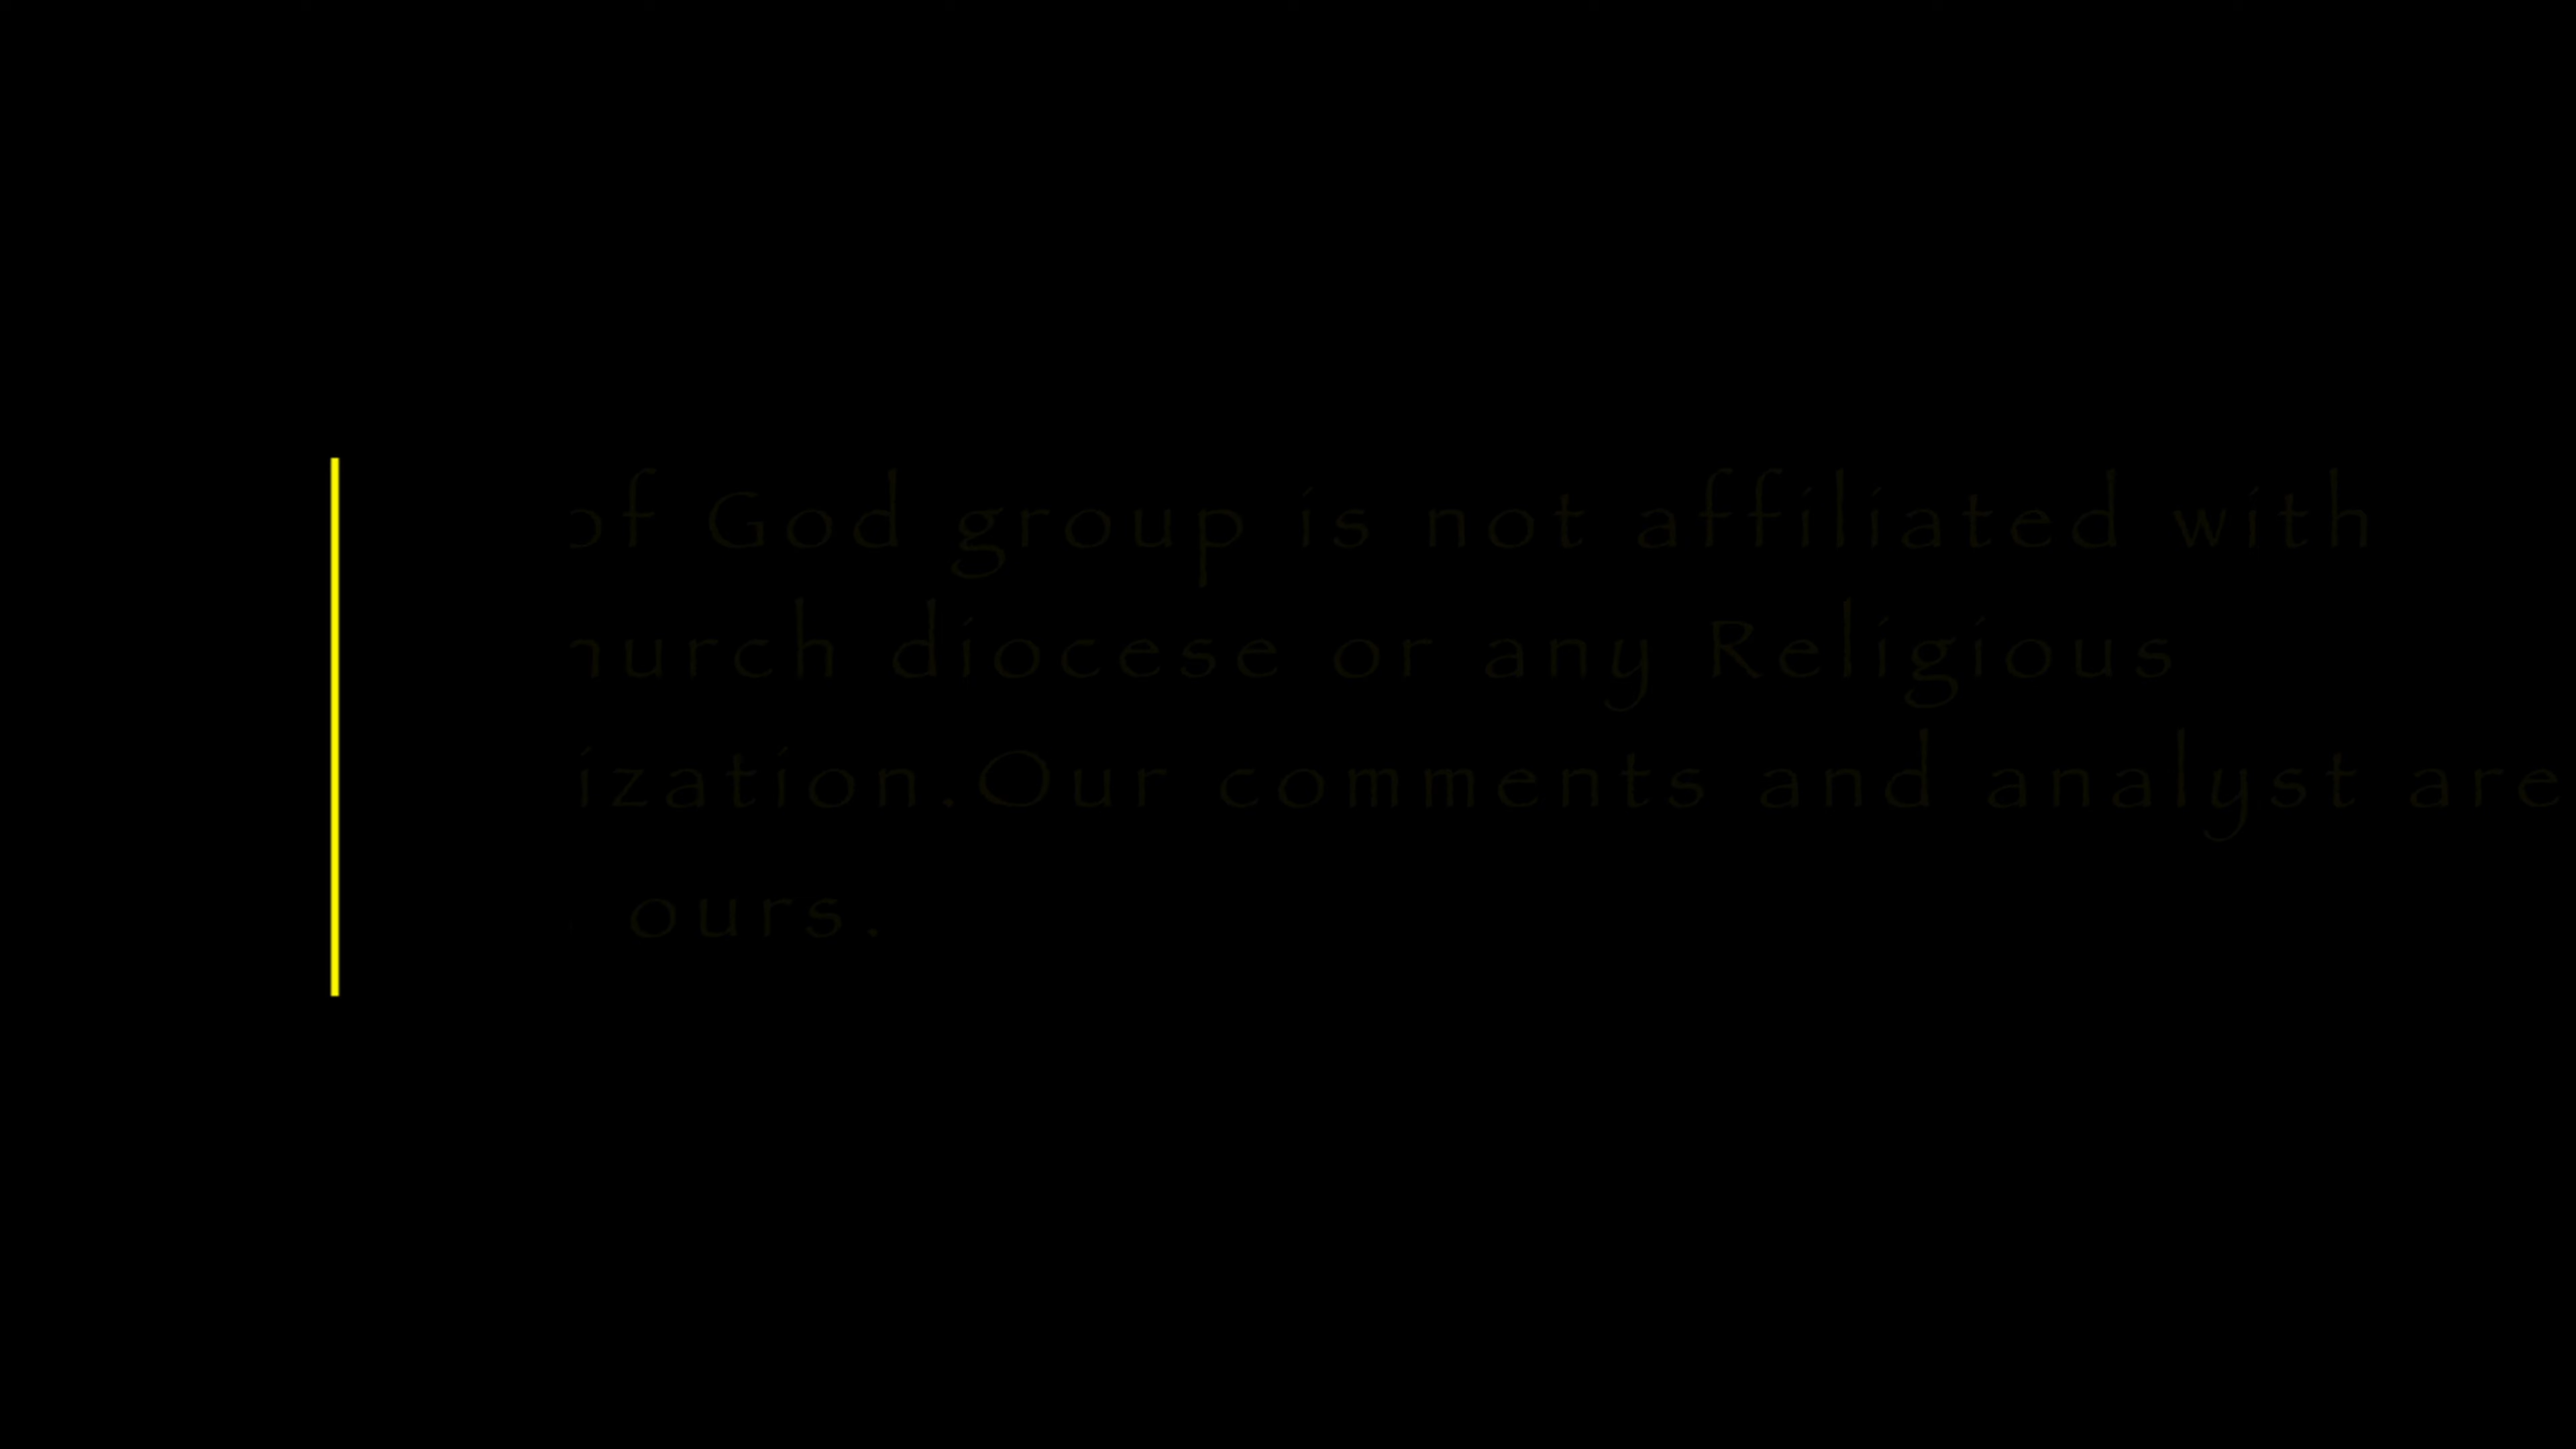 of God group is not affiliated with
hurch diocese or any Religious
ization.Our comments and analyst are
ours.